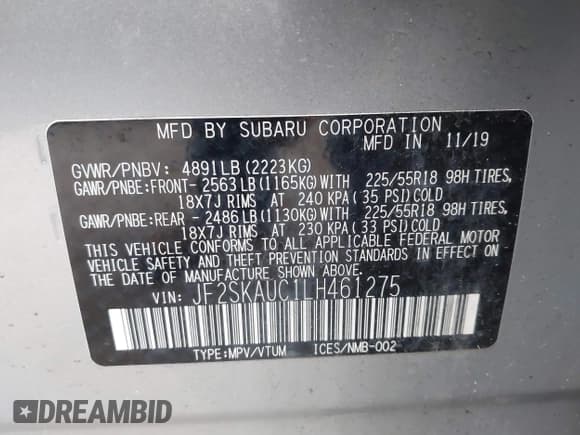 MFD BY SUBARU CORPORATION
MFD IN 11/19
GVWR/PNBV: 4891LB (2223KG)
GAWR/PNBE:FRONT- 2563LB(1165KG)WITH 225/55R18 98H TIRES,
18X7J RIMS AT 240 KPA( 35 PSI)COLD
GAWR/PNBE:REAR - 2486LB(1130KG)WITH 225/55R18 98H TIRES,
18X7J RIMS AT 230 KPA( 33 PSI)COLD
THIS VEHICLE CONFORMS TO ALL APPLICABLE FEDERAL MOTOR
VEHICLE SAFETY AND THEFT PREVENTION STANDARDS IN EFFECT
ON THE DATE OF MANUFACTURE SHOWN ABOVE.
VIN: JF2SKAUC1LH461275
TYPE:MPV/VTUM ICES/NMB-002
DREAMBID